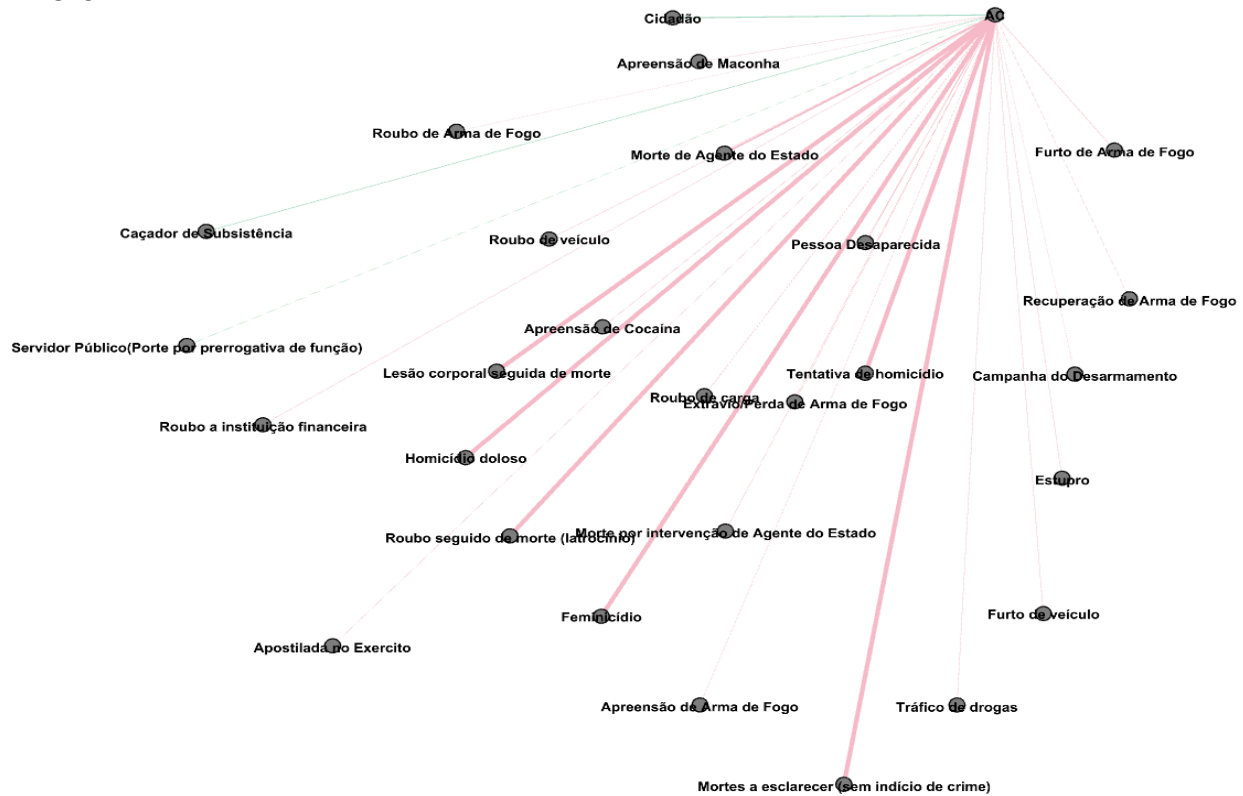 AC
Cidadão
Apreensão de Maconha
Roubo de Arma de Fogo
Morte de Agente do Estado
Furto de Arma de Fogo
Caçador de Subsistência
Roubo de veículo
Pessoa Desaparecida
Recuperação de Arma de Fogo
Apreensão de Cocaína
Servidor Público(Porte por prerrogativa de função)
Lesão corporal seguida de morte
Tentativa de homicídio
Campanha do Desarmamento
Roubo de carga
Extravio/Perda de Arma de Fogo
Roubo a instituição financeira
Homicídio doloso
Estupro
Roubo seguido de morte (latrocínio)
Morte por intervenção de Agente do Estado
Feminicídio
Furto de veículo
Apostilada no Exercito
Apreensão de Arma de Fogo
Tráfico de drogas
Mortes a esclarecer (sem indício de crime)